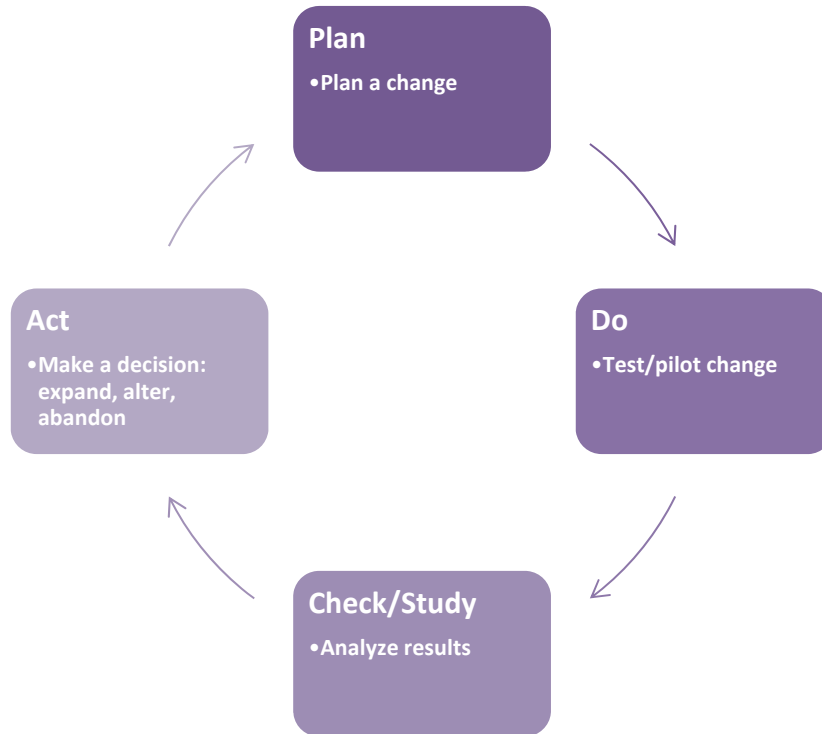 Plan
•Plan a change
Do
•Test/pilot change
Check/Study
•Analyze results
Act
•Make a decision:
expand, alter,
abandon